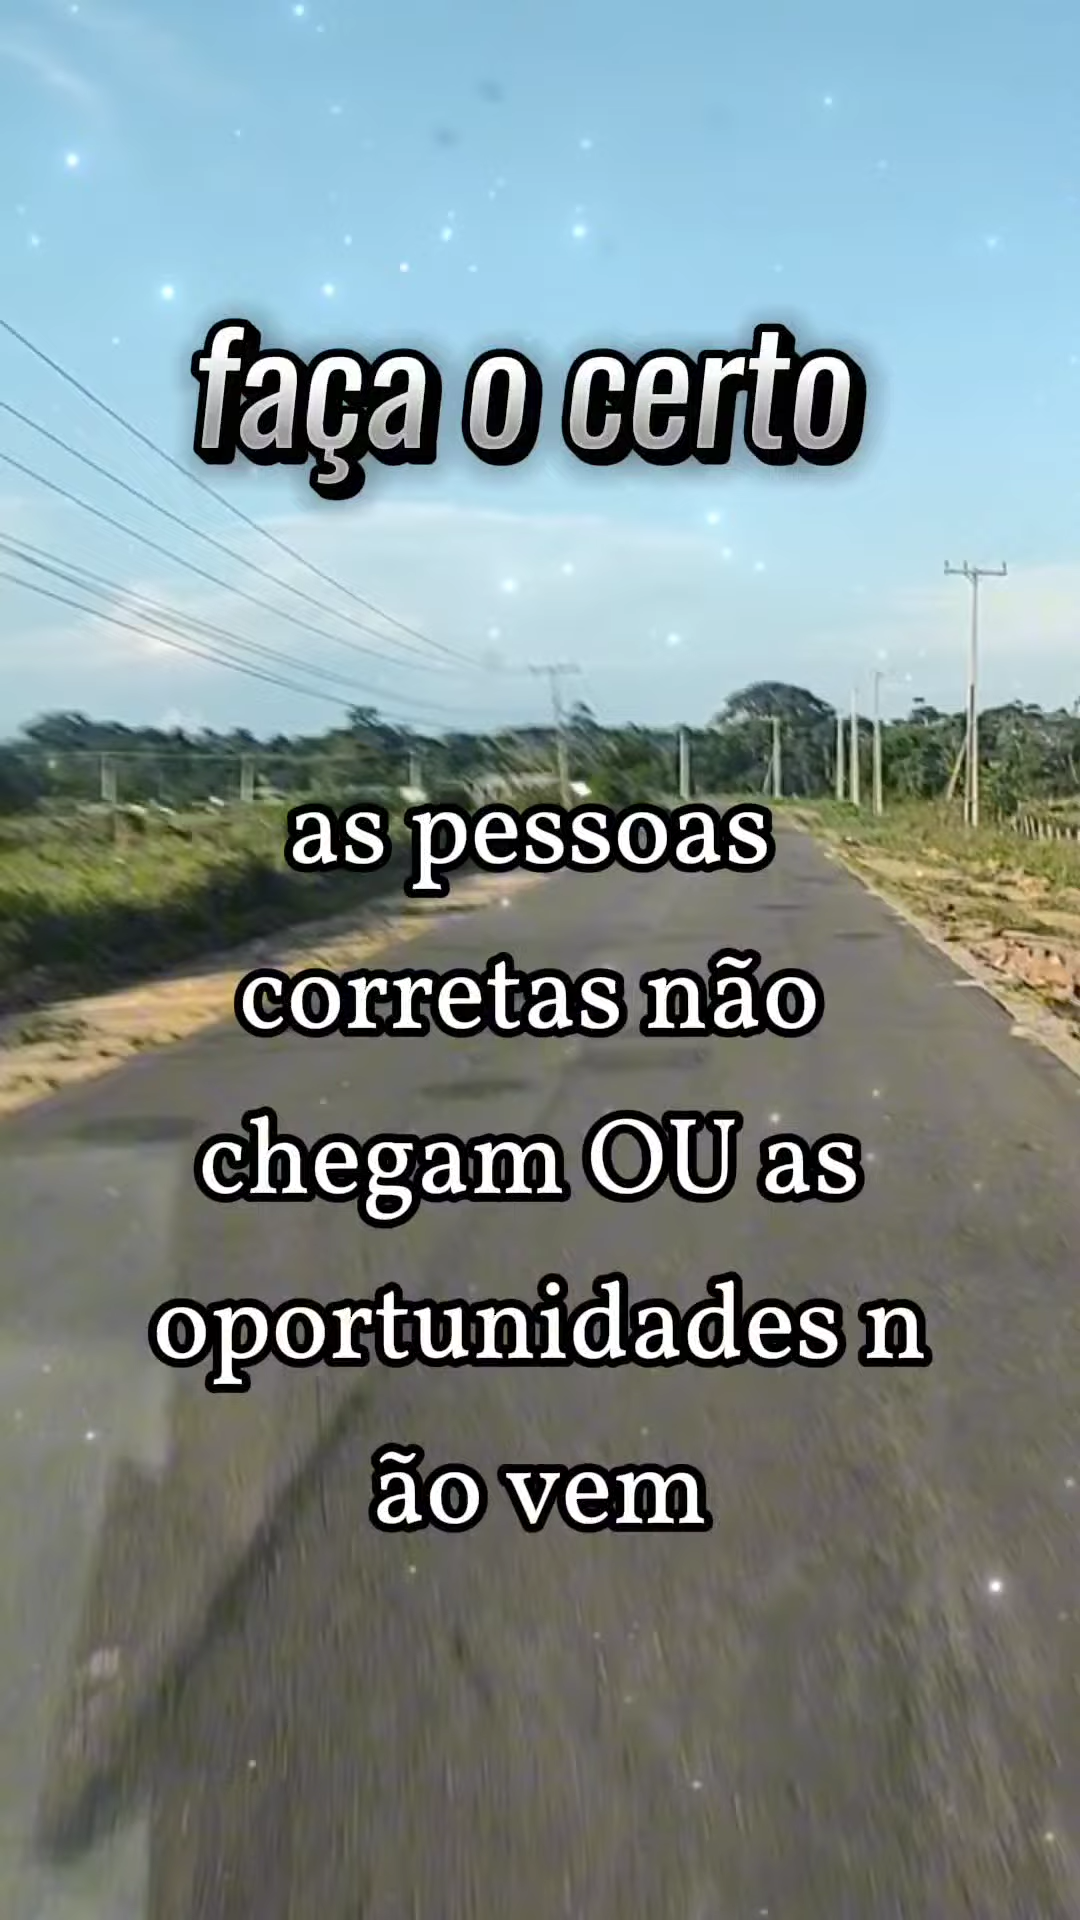 faça o certo
as pessoas
corretas não
chegam OU as
oportunidades n
ão vem